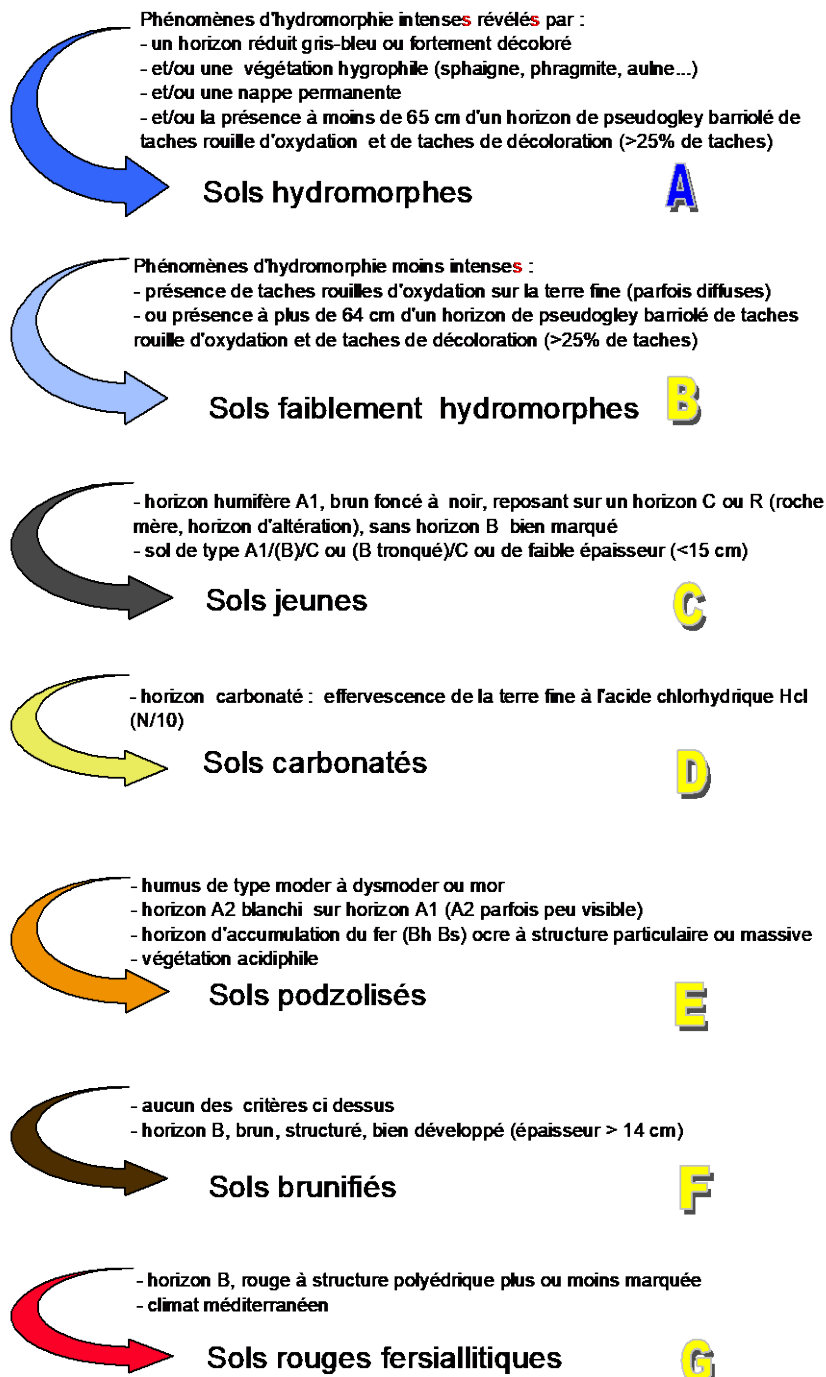 Phénomènes d'hydromorphie intenses révélés par :
- un horizon réduit gris-bleu ou fortement décoloré
- et/ou une végétation hygrophile (sphaigne, phragmite, aulne...)
- et/ou une nappe permanente
- et/ou la présence à moins de 65 cm d'un horizon de pseudogley barriolé de
taches rouille d'oxydation et de taches de décoloration (>25% de taches)
Sols hydromorphes A
Phénomènes d'hydromorphie moins intenses :
- présence de taches rouilles d'oxydation sur la terre fine (parfois diffuses)
- ou présence à plus de 64 cm d'un horizon de pseudogley barriolé de taches
rouille d'oxydation et de taches de décoloration (>25% de taches)
Sols faiblement hydromorphes B
- horizon humifère A1, brun foncé à noir, reposant sur un horizon C ou R (roche
mère, horizon d'altération), sans horizon B bien marqué
- sol de type A1/(B)/C ou (B tronqué)/C ou de faible épaisseur (<15 cm)
Sols jeunes C
- horizon carbonaté : effervescence de la terre fine à l'acide chlorhydrique Hcl
(N/10)
Sols carbonatés D
- humus de type moder à dysmoder ou mor
- horizon A2 blanchi sur horizon A1 (A2 parfois peu visible)
- horizon d'accumulation du fer (Bh Bs) ocre à structure particulaire ou massive
- végétation acidiphile
Sols podzolisés E
- aucun des critères ci dessus
- horizon B, brun, structuré, bien développé (épaisseur > 14 cm)
Sols brunifiés F
- horizon B, rouge à structure polyédrique plus ou moins marquée
- climat méditerranéen
Sols rouges fersiallitiques G